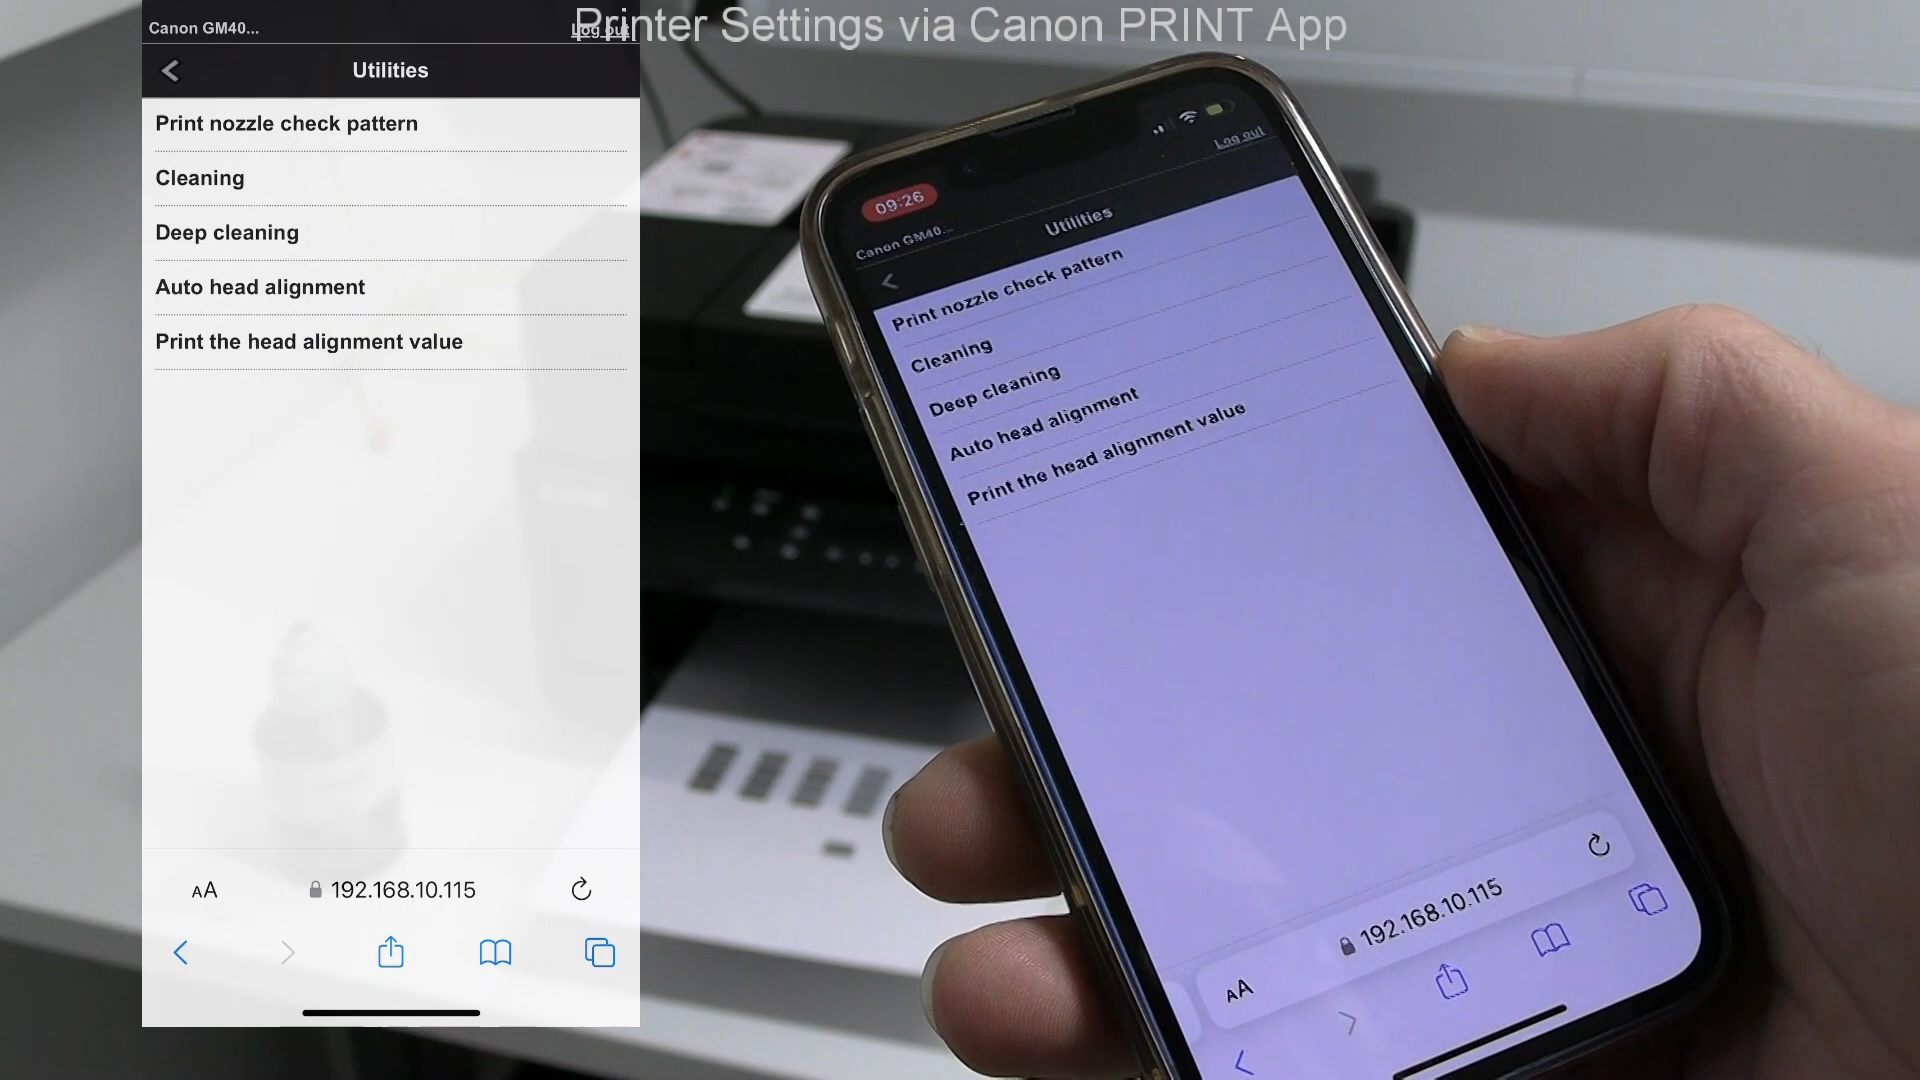 Printer Settings via Canon PRINT App
Canon GM40...
Log out
Utilities
Print nozzle check pattern
Cleaning
Deep cleaning
Auto head alignment
Print the head alignment value
AA
192.168.10.115
09:26
Log out
Canon GM40...
Utilities
Print nozzle check pattern
Cleaning
Deep cleaning
Auto head alignment
Print the head alignment value
192.168.10.115
AA